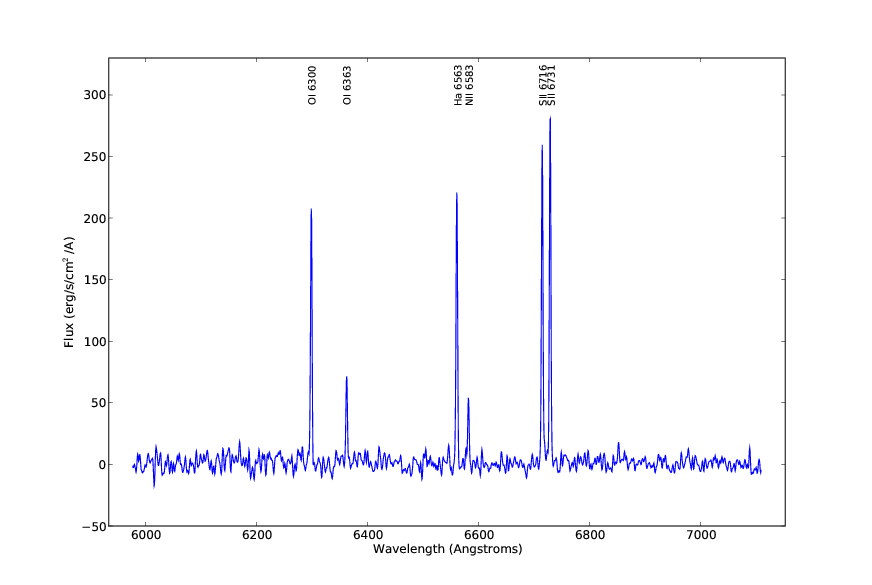 OI 6300
OI 6363
Ha 6563
NII 6583
SII 6716
SII 6731
300
250
200
150
100
50
0
−50
Flux (erg/s/cm² /A)
6000 6200 6400 6600 6800 7000
Wavelength (Angstroms)